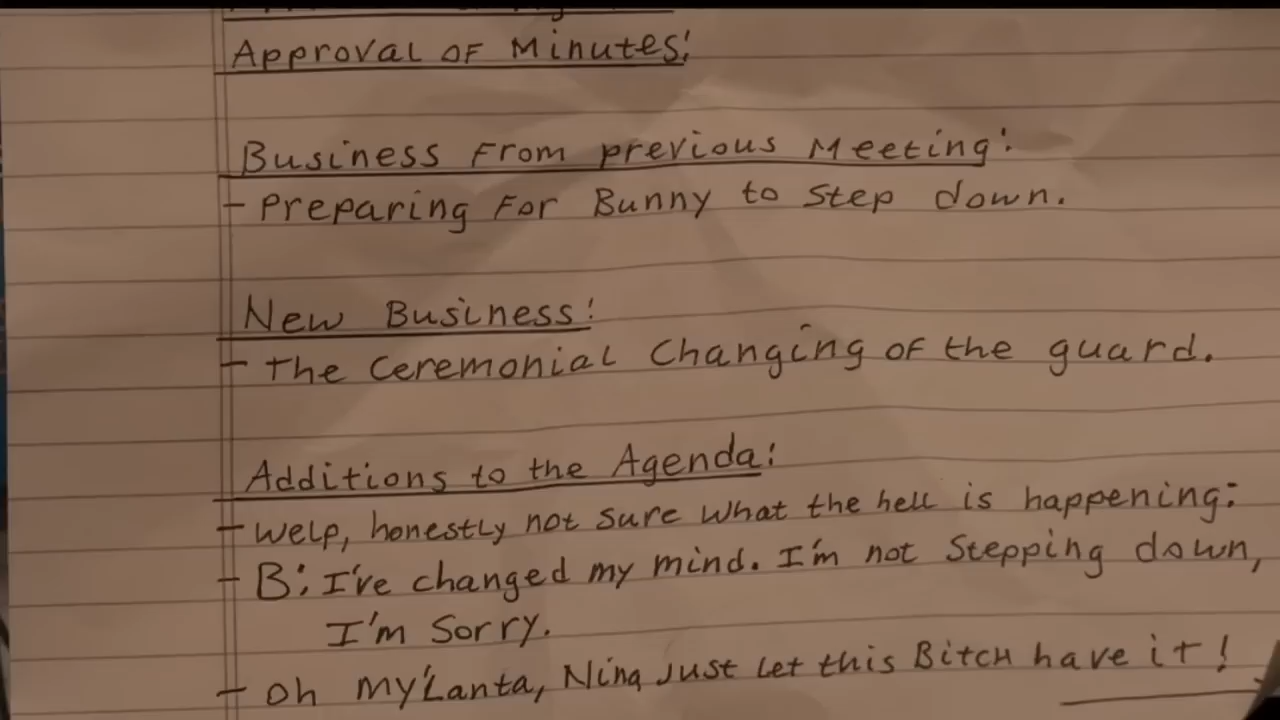 Approval of Minutes:
Business From previous Meeting:
- Preparing For Bunny to Step down.
New Business:
- The Ceremonial Changing of the guard.
Additions to the Agenda:
- Welp, honestly not sure what the hell is happening:
- B: I've changed my mind. I'm not Stepping down,
I'm Sorry.
- Oh My'Lanta, Nina Just Let this Bitch have it!